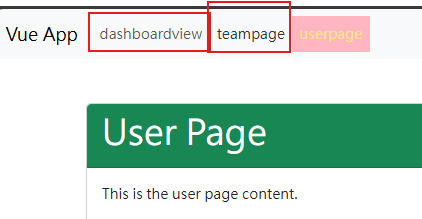 Vue App dashboardview teampage userpage
User Page
This is the user page content.